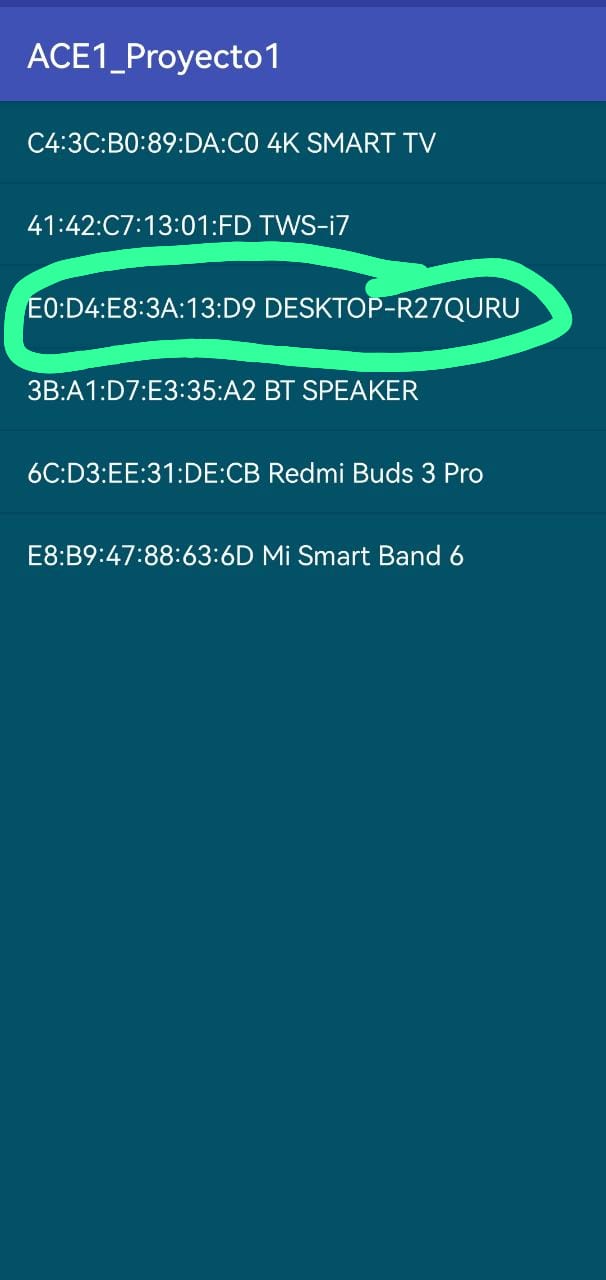 ACE1_Proyecto1
C4:3C:B0:89:DA:C0 4K SMART TV
41:42:C7:13:01:FD TWS-i7
E0:D4:E8:3A:13:D9 DESKTOP-R27QURU
3B:A1:D7:E3:35:A2 BT SPEAKER
6C:D3:EE:31:DE:CB Redmi Buds 3 Pro
E8:B9:47:88:63:6D Mi Smart Band 6